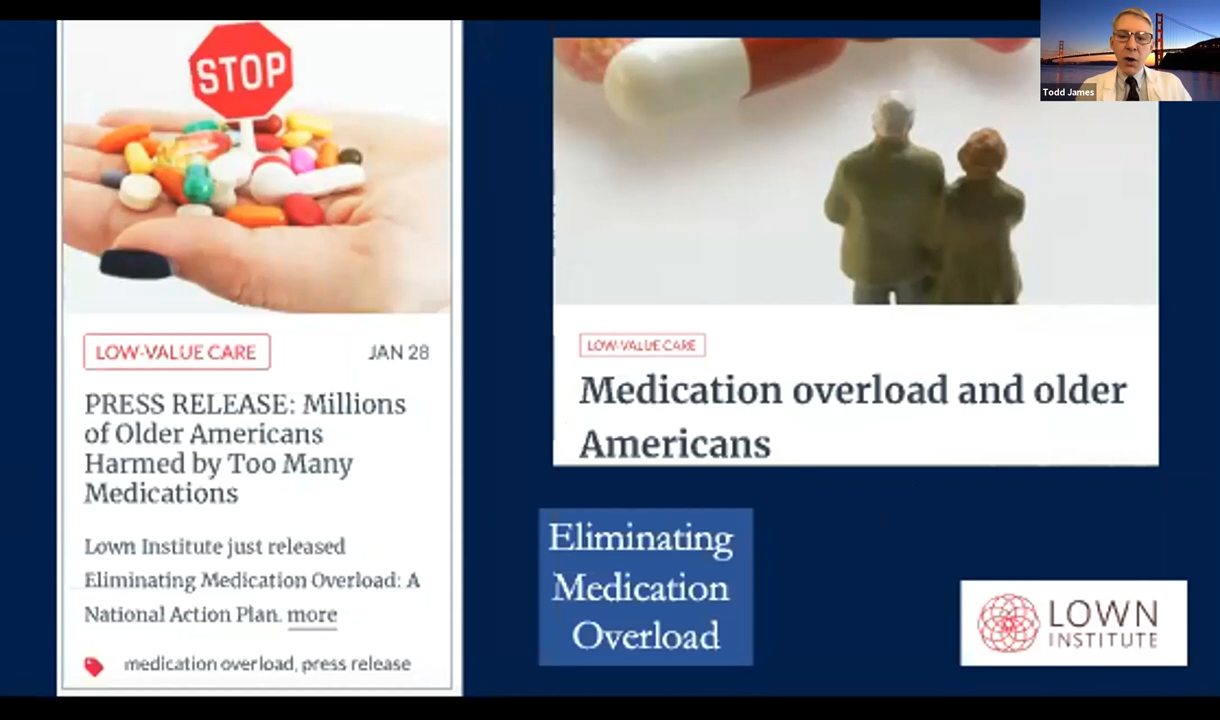 STOP
LOW-VALUE CARE
JAN 28
PRESS RELEASE: Millions
of Older Americans
Harmed by Too Many
Medications
Lown Institute just released
Eliminating Medication Overload: A
National Action Plan. more
medication overload, press release
LOW-VALUE CARE
Medication overload and older
Americans
Eliminating
Medication
Overload
LOWN
INSTITUTE
Todd James